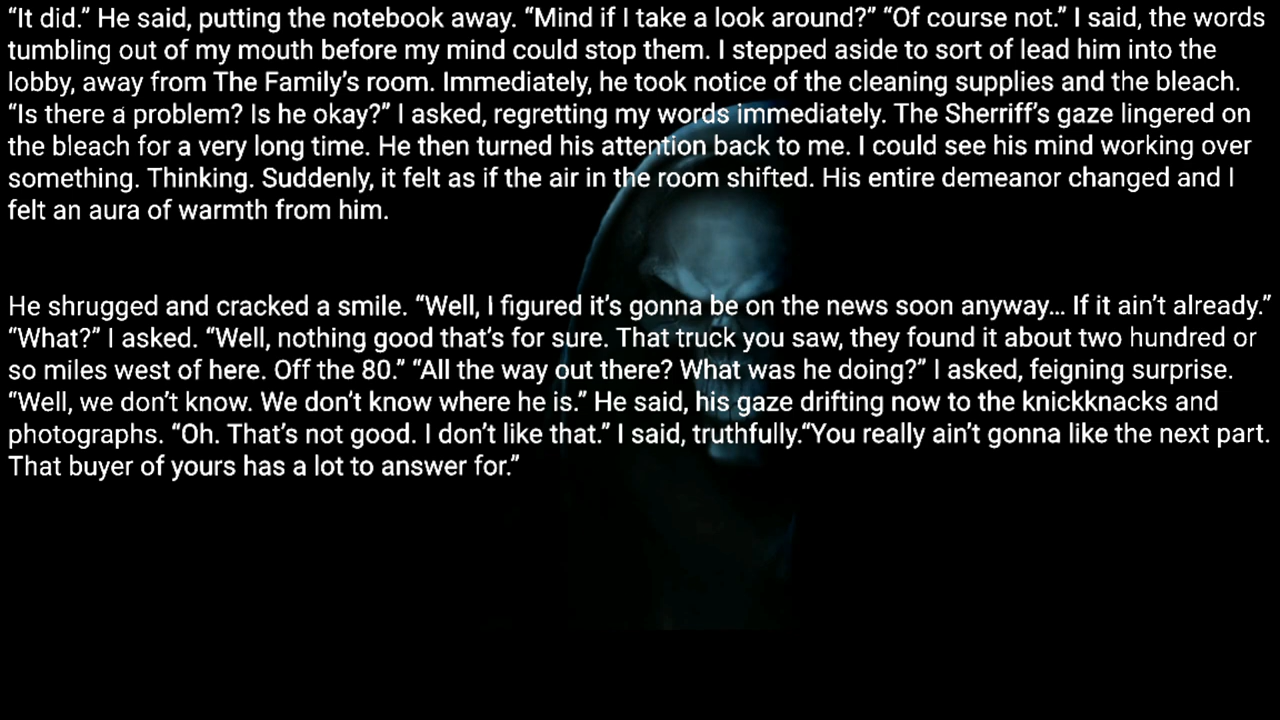 “It did.” He said, putting the notebook away. “Mind if I take a look around?” “Of course not.” I said, the words
tumbling out of my mouth before my mind could stop them. I stepped aside to sort of lead him into the
lobby, away from The Family’s room. Immediately, he took notice of the cleaning supplies and the bleach.
“Is there a problem? Is he okay?” I asked, regretting my words immediately. The Sherriff’s gaze lingered on
the bleach for a very long time. He then turned his attention back to me. I could see his mind working over
something. Thinking. Suddenly, it felt as if the air in the room shifted. His entire demeanor changed and I
felt an aura of warmth from him.
He shrugged and cracked a smile. “Well, I figured it’s gonna be on the news soon anyway… If it ain’t already.”
“What?” I asked. “Well, nothing good that’s for sure. That truck you saw, they found it about two hundred or
so miles west of here. Off the 80.” “All the way out there? What was he doing?” I asked, feigning surprise.
“Well, we don’t know. We don’t know where he is.” He said, his gaze drifting now to the knickknacks and
photographs. “Oh. That’s not good. I don’t like that.” I said, truthfully.“You really ain’t gonna like the next part.
That buyer of yours has a lot to answer for.”